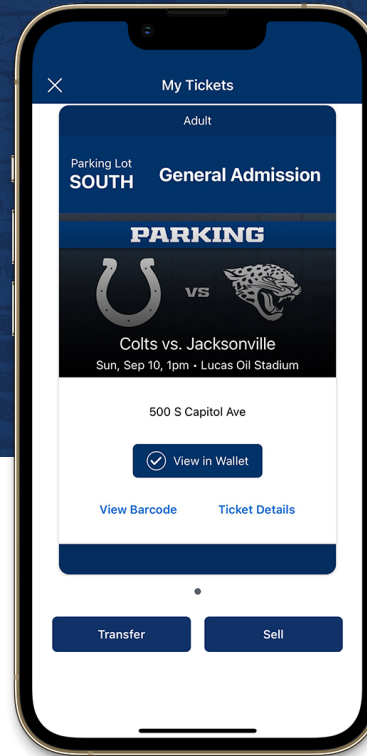 My Tickets
Adult
Parking Lot
SOUTH
General Admission
PARKING
VS
Colts vs. Jacksonville
Sun, Sep 10, 1pm • Lucas Oil Stadium
500 S Capitol Ave
View in Wallet
View Barcode
Ticket Details
Transfer
Sell